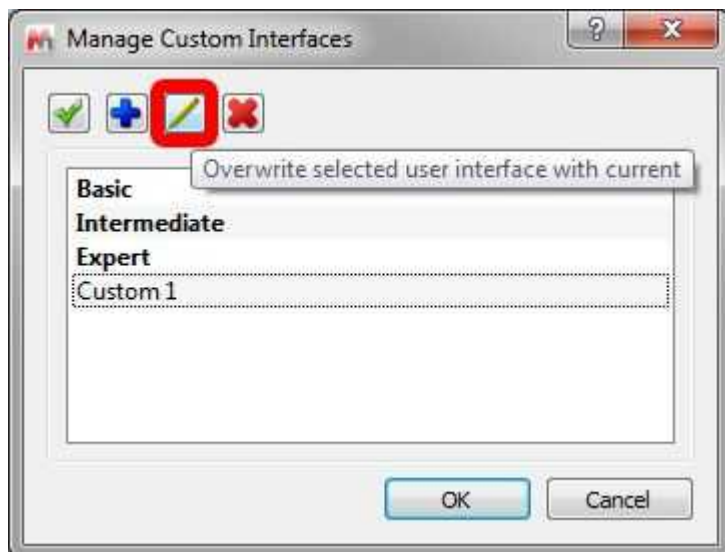 Manage Custom Interfaces
Overwrite selected user interface with current
Basic
Intermediate
Expert
Custom 1
OK
Cancel